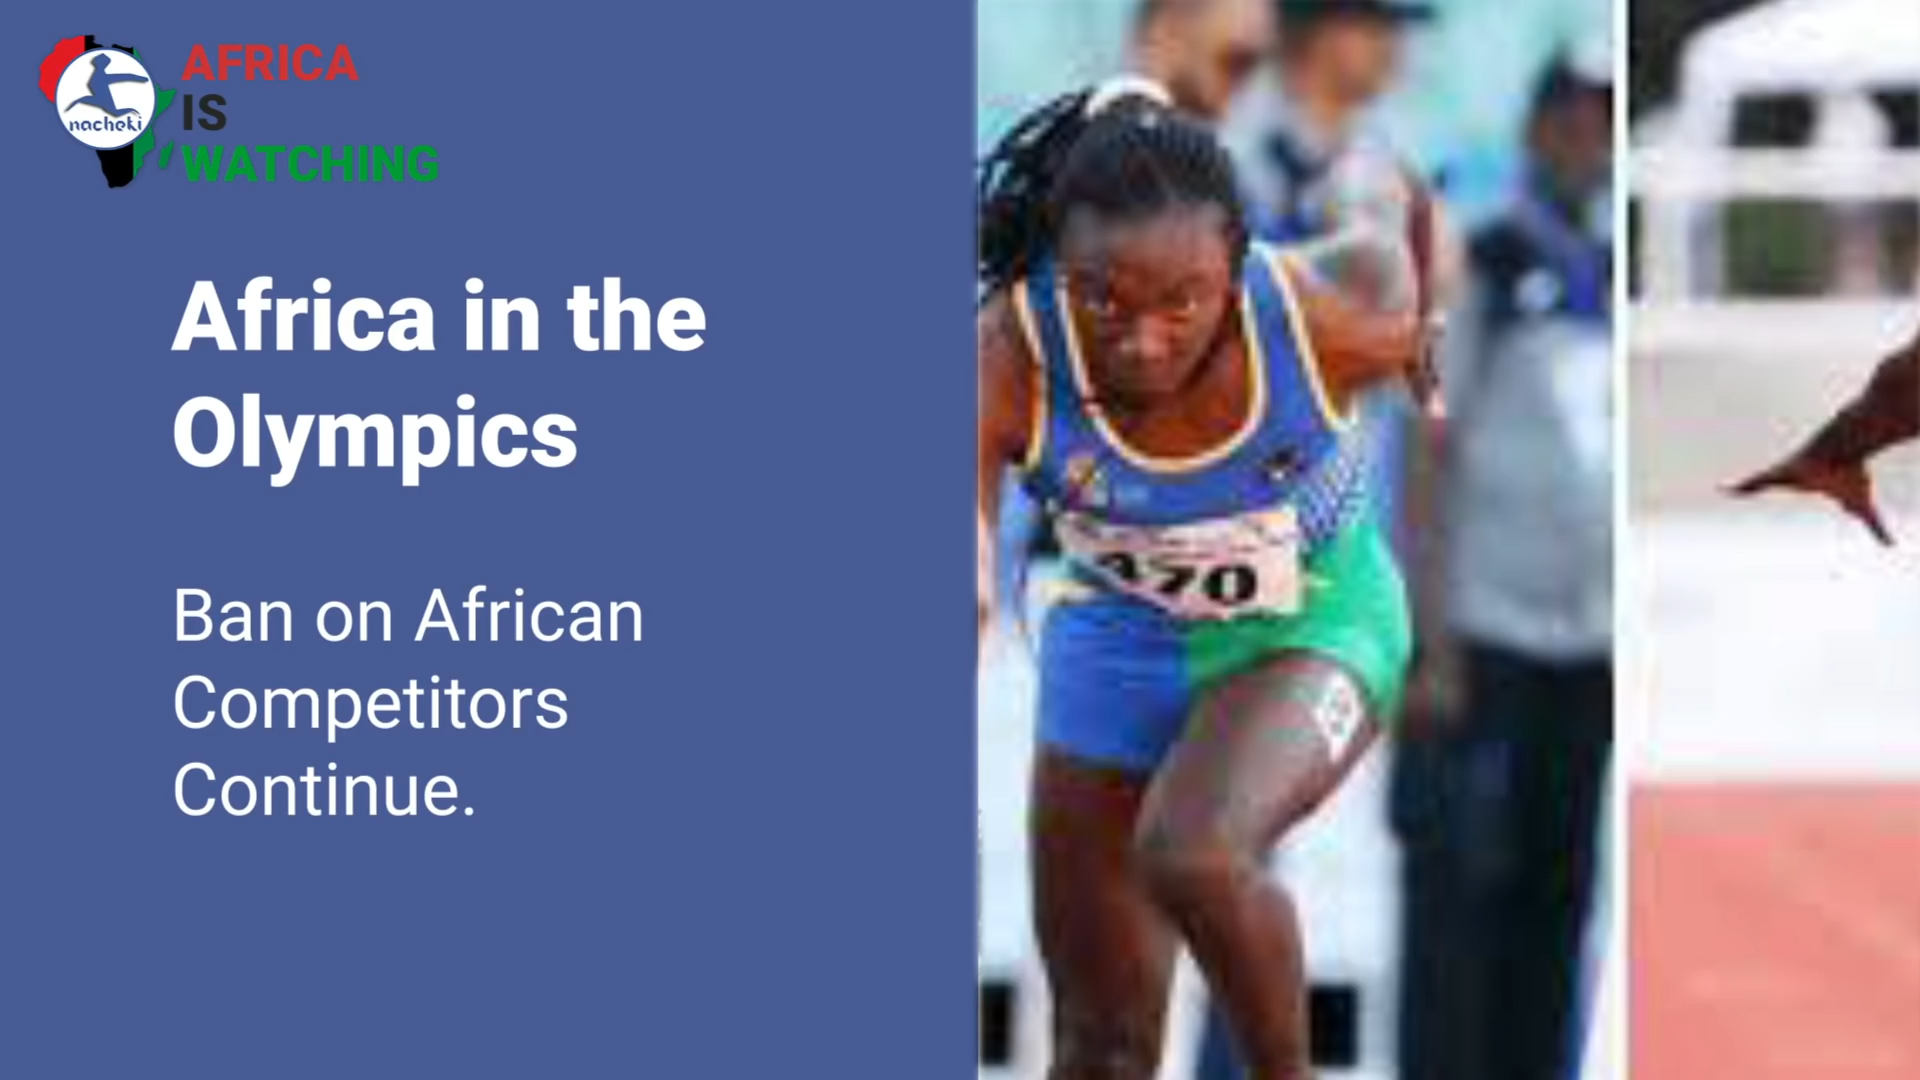 nacheki
AFRICA
IS
WATCHING
Africa in the
Olympics
Ban on African
Competitors
Continue.